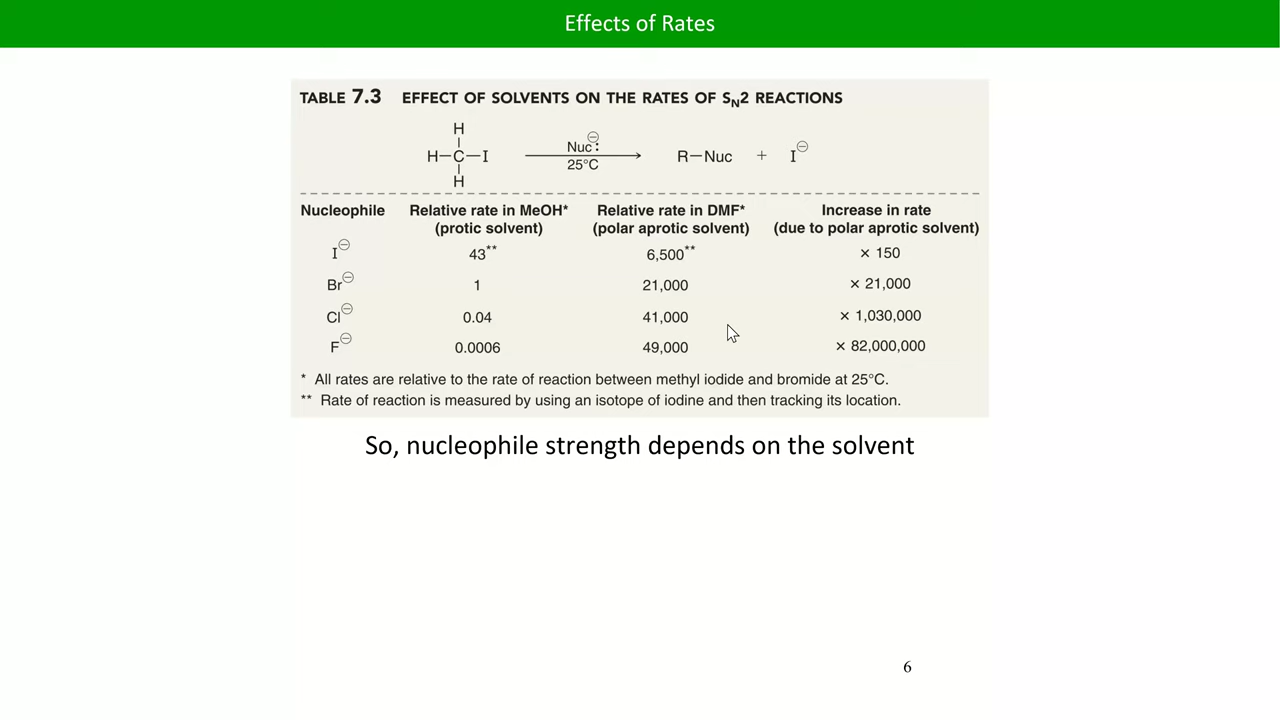 Effects of Rates
TABLE 7.3 EFFECT OF SOLVENTS ON THE RATES OF SN2 REACTIONS
H
H–C–I Nuc:⊖ 25°C R–Nuc + I⊖
H
Nucleophile Relative rate in MeOH* Relative rate in DMF* Increase in rate
(protic solvent) (polar aprotic solvent) (due to polar aprotic solvent)
I⊖ 43** 6,500** × 150
Br⊖ 1 21,000 × 21,000
Cl⊖ 0.04 41,000 × 1,030,000
F⊖ 0.0006 49,000 × 82,000,000
* All rates are relative to the rate of reaction between methyl iodide and bromide at 25°C.
** Rate of reaction is measured by using an isotope of iodine and then tracking its location.
So, nucleophile strength depends on the solvent
6